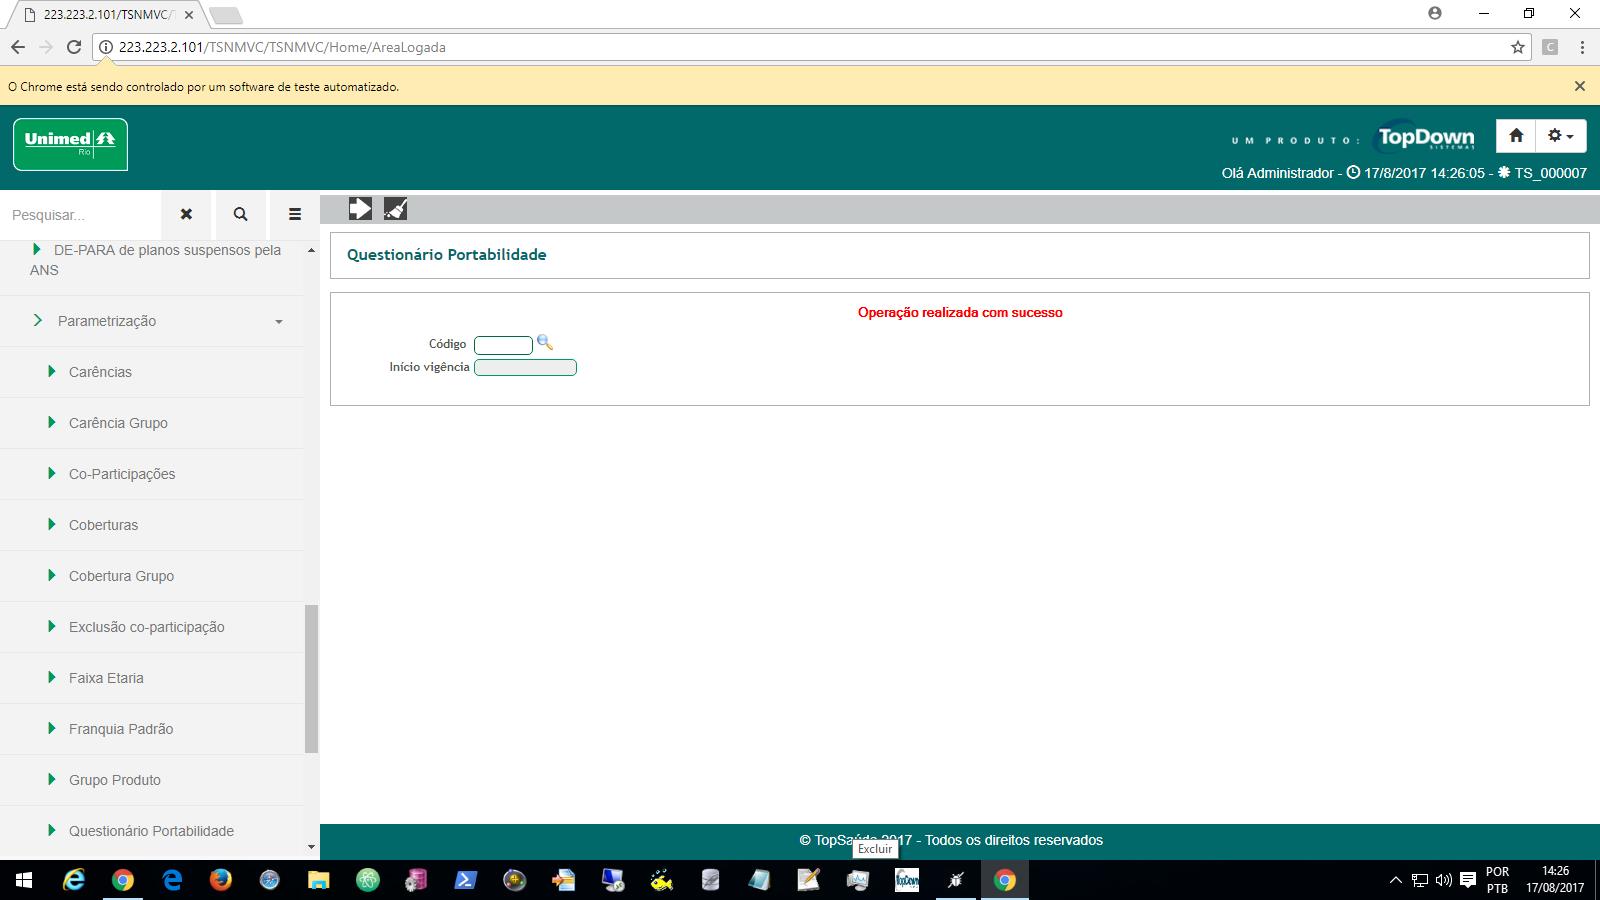 223.223.2.101/TSNMVC/
223.223.2.101/TSNMVC/TSNMVC/Home/AreaLogada
C
O Chrome está sendo controlado por um software de teste automatizado.
Unimed
Rio
UM PRODUTO:
TopDown
SISTEMAS
Olá Administrador - 17/8/2017 14:26:05 - TS_000007
Pesquisar...
DE-PARA de planos suspensos pela
ANS
Parametrização
Carências
Carência Grupo
Co-Participações
Coberturas
Cobertura Grupo
Exclusão co-participação
Faixa Etaria
Franquia Padrão
Grupo Produto
Questionário Portabilidade
Questionário Portabilidade
Operação realizada com sucesso
Código
Início vigência
© TopSaúde 2017 - Todos os direitos reservados
Excluir
TopDown
POR
PTB
14:26
17/08/2017